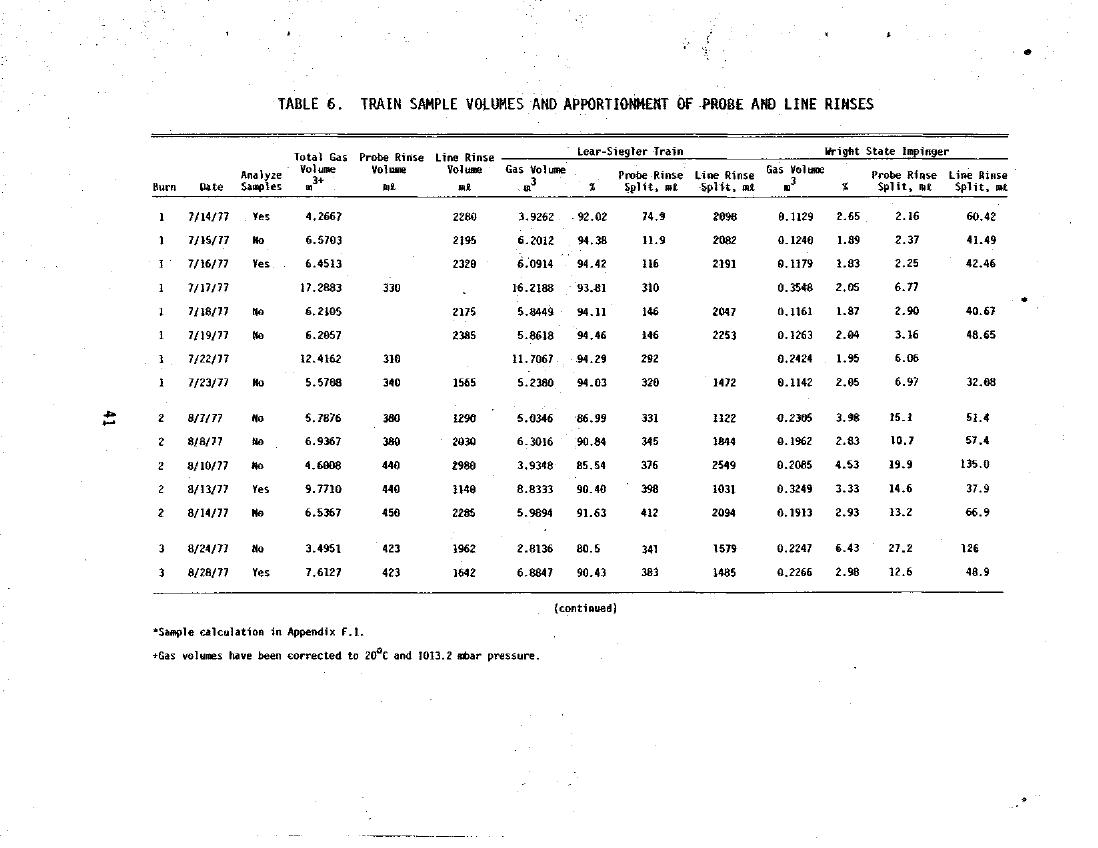 TABLE 6. TRAIN SAMPLE VOLUMES AND APPORTIONMENT OF PROBE AND LINE RINSES
Lear-Siegler Train Wright State Impinger
Total Gas Probe Rinse Line Rinse
Analyze Volume Volume Volume Gas Volume Probe Rinse Line Rinse Gas Volume Probe Rinse Line Rinse
Burn Date Samples m3+ mℓ mℓ m3 % Split, mℓ Split, mℓ m3 % Split, mℓ Split, mℓ
1 7/14/77 Yes 4.2667 2280 3.9262 92.02 74.9 2098 0.1129 2.65 2.16 60.42
1 7/15/77 No 6.5703 2195 6.2012 94.38 11.9 2082 0.1240 1.89 2.37 41.49
1 7/16/77 Yes 6.4513 2320 6.0914 94.42 116 2191 0.1179 1.83 2.25 42.46
1 7/17/77 17.2883 330 16.2188 93.81 310 0.3548 2.05 6.77
1 7/18/77 No 6.2105 2175 5.8449 94.11 146 2047 0.1161 1.87 2.90 40.67
1 7/19/77 No 6.2057 2385 5.8618 94.46 146 2253 0.1263 2.04 3.16 48.65
1 7/22/77 12.4162 310 11.7067 94.29 292 0.2424 1.95 6.06
1 7/23/77 No 5.5708 340 1565 5.2380 94.03 320 1472 0.1142 2.05 6.97 32.08
2 8/7/77 No 5.7876 380 1290 5.0346 86.99 331 1122 0.2305 3.98 15.1 51.4
2 8/8/77 No 6.9367 380 2030 6.3016 90.84 345 1844 0.1962 2.83 10.7 57.4
2 8/10/77 No 4.6008 440 2980 3.9348 85.54 376 2549 0.2085 4.53 19.9 135.0
2 8/13/77 Yes 9.7710 440 1140 8.8333 90.40 398 1031 0.3249 3.33 14.6 37.9
2 8/14/77 No 6.5367 450 2285 5.9894 91.63 412 2094 0.1913 2.93 13.2 66.9
3 8/24/77 No 3.4951 423 1962 2.8136 80.5 341 1579 0.2247 6.43 27.2 126
3 8/28/77 Yes 7.6127 423 1642 6.8847 90.43 383 1485 0.2266 2.98 12.6 48.9
(continued)
*Sample calculation in Appendix F.1.
+Gas volumes have been corrected to 20°C and 1013.2 mbar pressure.
41